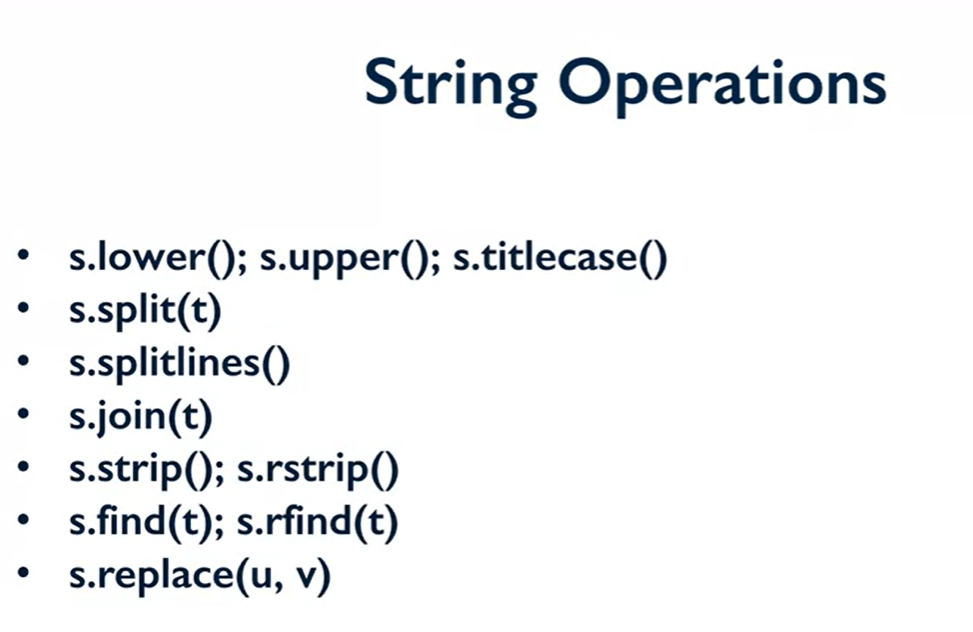 String Operations
• s.lower(); s.upper(); s.titlecase()
• s.split(t)
• s.splitlines()
• s.join(t)
• s.strip(); s.rstrip()
• s.find(t); s.rfind(t)
• s.replace(u, v)